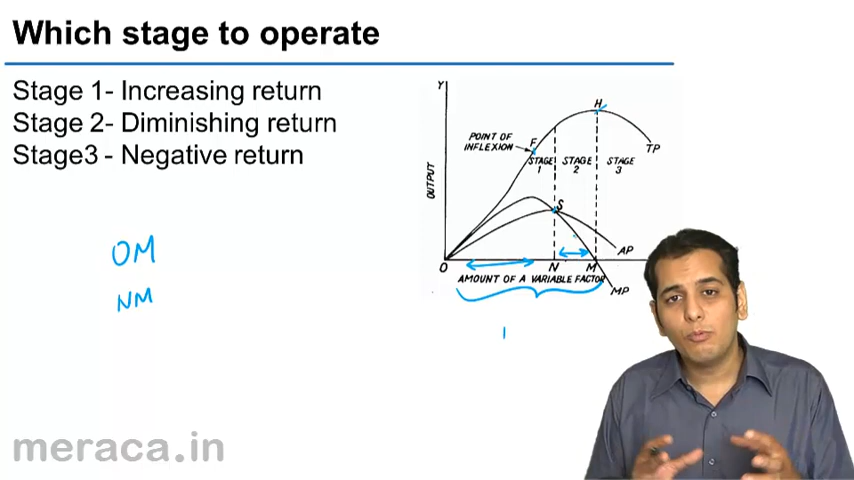 Which stage to operate
Stage 1- Increasing return
Stage 2- Diminishing return
Stage3 - Negative return
OM
NM
Y
OUTPUT
H
F
POINT OF
INFLEXION
STAGE
1
STAGE
2
STAGE
3
TP
S
AP
O
N
M
AMOUNT OF A VARIABLE FACTOR
MP
meraca.in